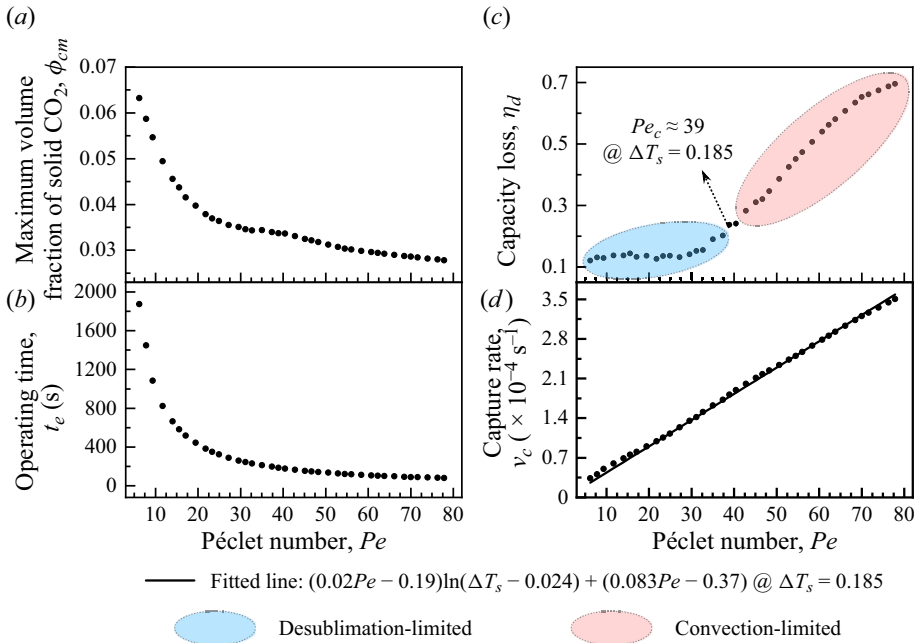 (a)
Maximum volume
fraction of solid CO₂, ϕcm
0.07
0.06
0.05
0.04
0.03
(b)
Operating time,
te (s)
2000
1600
1200
800
400
0
10 20 30 40 50 60 70 80
Péclet number, Pe
(c)
Capacity loss, ηd
0.7
0.5
0.3
0.1
Pec ≈ 39
@ ΔTs = 0.185
(d)
Capture rate,
vc ( × 10⁻⁴ s⁻¹)
3.5
2.8
2.1
1.4
0.7
0
10 20 30 40 50 60 70 80
Péclet number, Pe
Fitted line: (0.02Pe − 0.19)ln(ΔTs − 0.024) + (0.083Pe − 0.37) @ ΔTs = 0.185
Desublimation-limited
Convection-limited